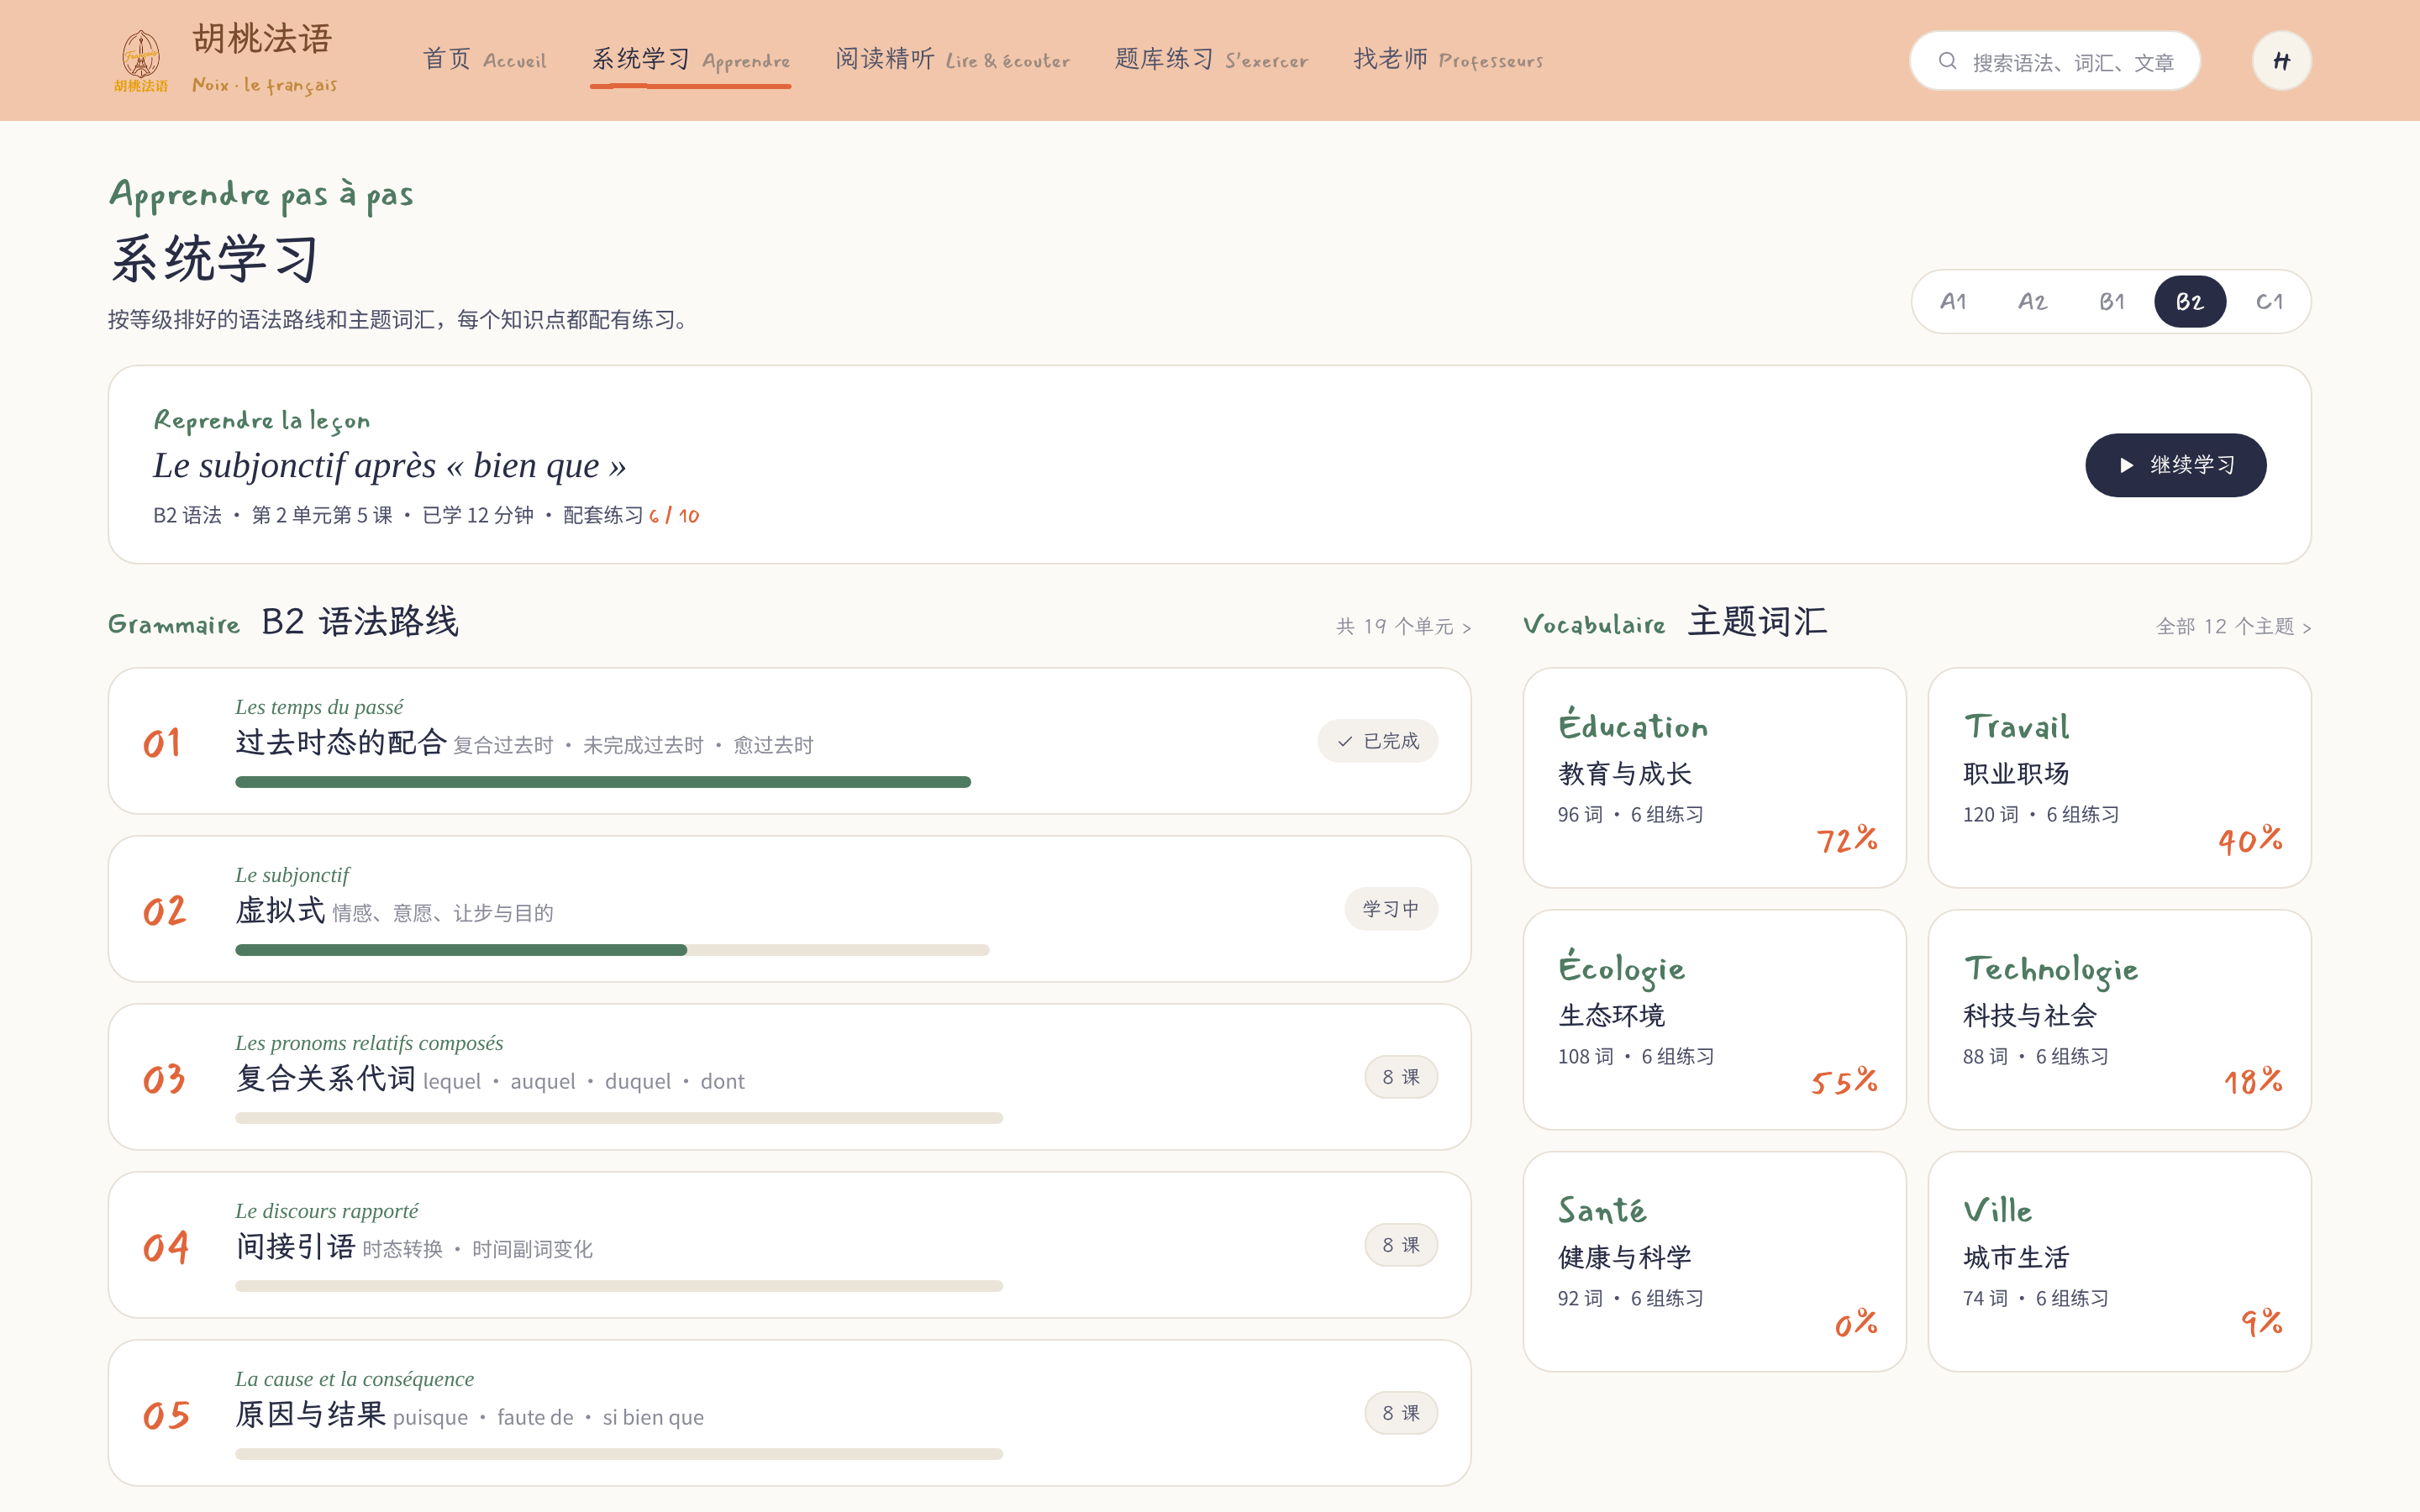 胡桃法语
Français
胡桃法语
Noix · le français
首页 Accueil
系统学习 Apprendre
阅读精听 Lire & écouter
题库练习 S'exercer
找老师 Professeurs
搜索语法、词汇、文章
H
Apprendre pas à pas
系统学习
按等级排好的语法路线和主题词汇，每个知识点都配有练习。
A1 A2 B1 B2 C1
Reprendre la leçon
Le subjonctif après « bien que »
B2 语法 · 第 2 单元第 5 课 · 已学 12 分钟 · 配套练习 6 / 10
继续学习
Grammaire B2 语法路线
共 19 个单元 >
01
Les temps du passé
过去时态的配合 复合过去时 · 未完成过去时 · 愈过去时
✓ 已完成
02
Le subjonctif
虚拟式 情感、意愿、让步与目的
学习中
03
Les pronoms relatifs composés
复合关系代词 lequel · auquel · duquel · dont
8 课
04
Le discours rapporté
间接引语 时态转换 · 时间副词变化
8 课
05
La cause et la conséquence
原因与结果 puisque · faute de · si bien que
8 课
Vocabulaire 主题词汇
全部 12 个主题 >
Éducation
教育与成长
96 词 · 6 组练习
72%
Travail
职业职场
120 词 · 6 组练习
40%
Écologie
生态环境
108 词 · 6 组练习
55%
Technologie
科技与社会
88 词 · 6 组练习
18%
Santé
健康与科学
92 词 · 6 组练习
0%
Ville
城市生活
74 词 · 6 组练习
9%